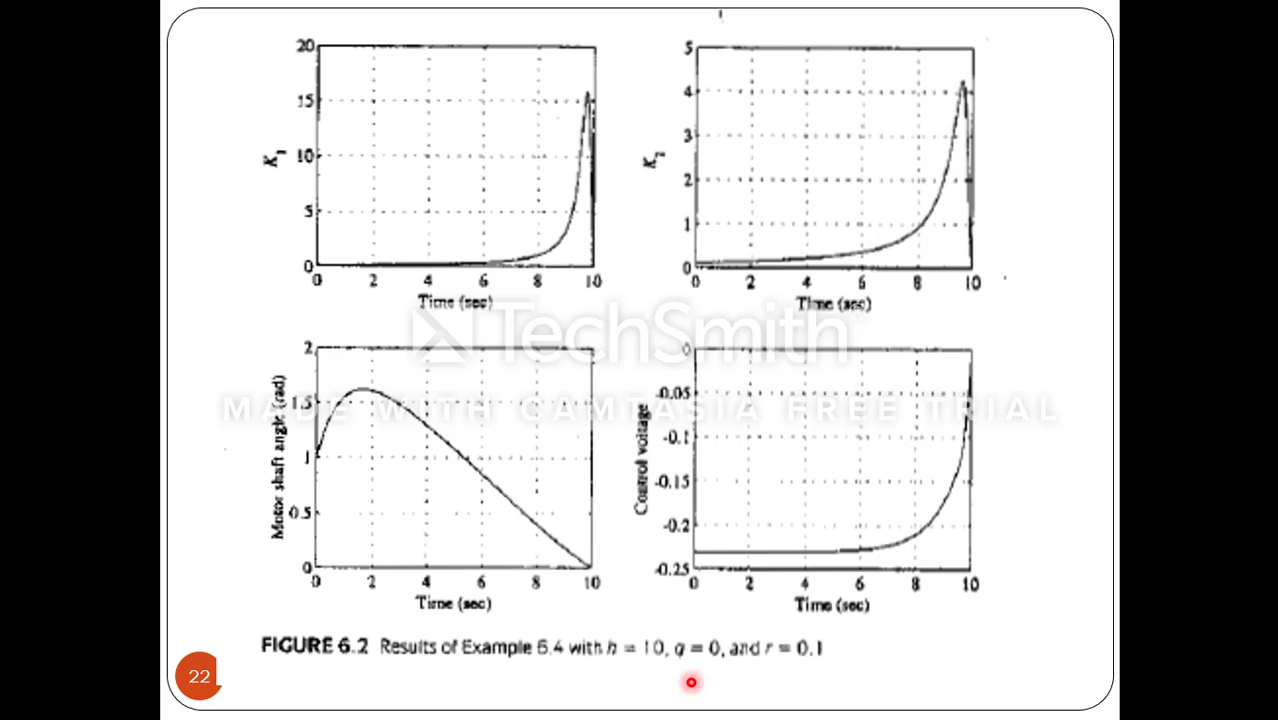 20
15
10
5
0
K₁
0 2 4 6 8 10
Time (sec)
5
4
3
2
1
0
K₂
0 2 4 6 8 10
Time (sec)
TechSmith
MADE WITH CAMTASIA FREE TRIAL
2
1.5
1
0.5
0
Motor shaft angle (rad)
0 2 4 6 8 10
Time (sec)
0
-0.05
-0.1
-0.15
-0.2
-0.25
Control voltage
0 2 4 6 8 10
Time (sec)
FIGURE 6.2 Results of Example 6.4 with h = 10, q = 0, and r = 0.1
22